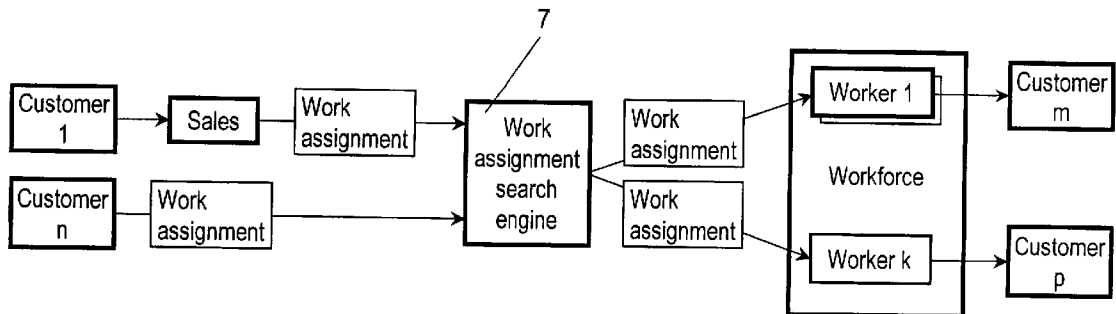 7
Customer
1
Sales
Work
assignment
Customer
n
Work
assignment
Work
assignment
search
engine
Work
assignment
Work
assignment
Worker 1
Workforce
Worker k
Customer
m
Customer
p